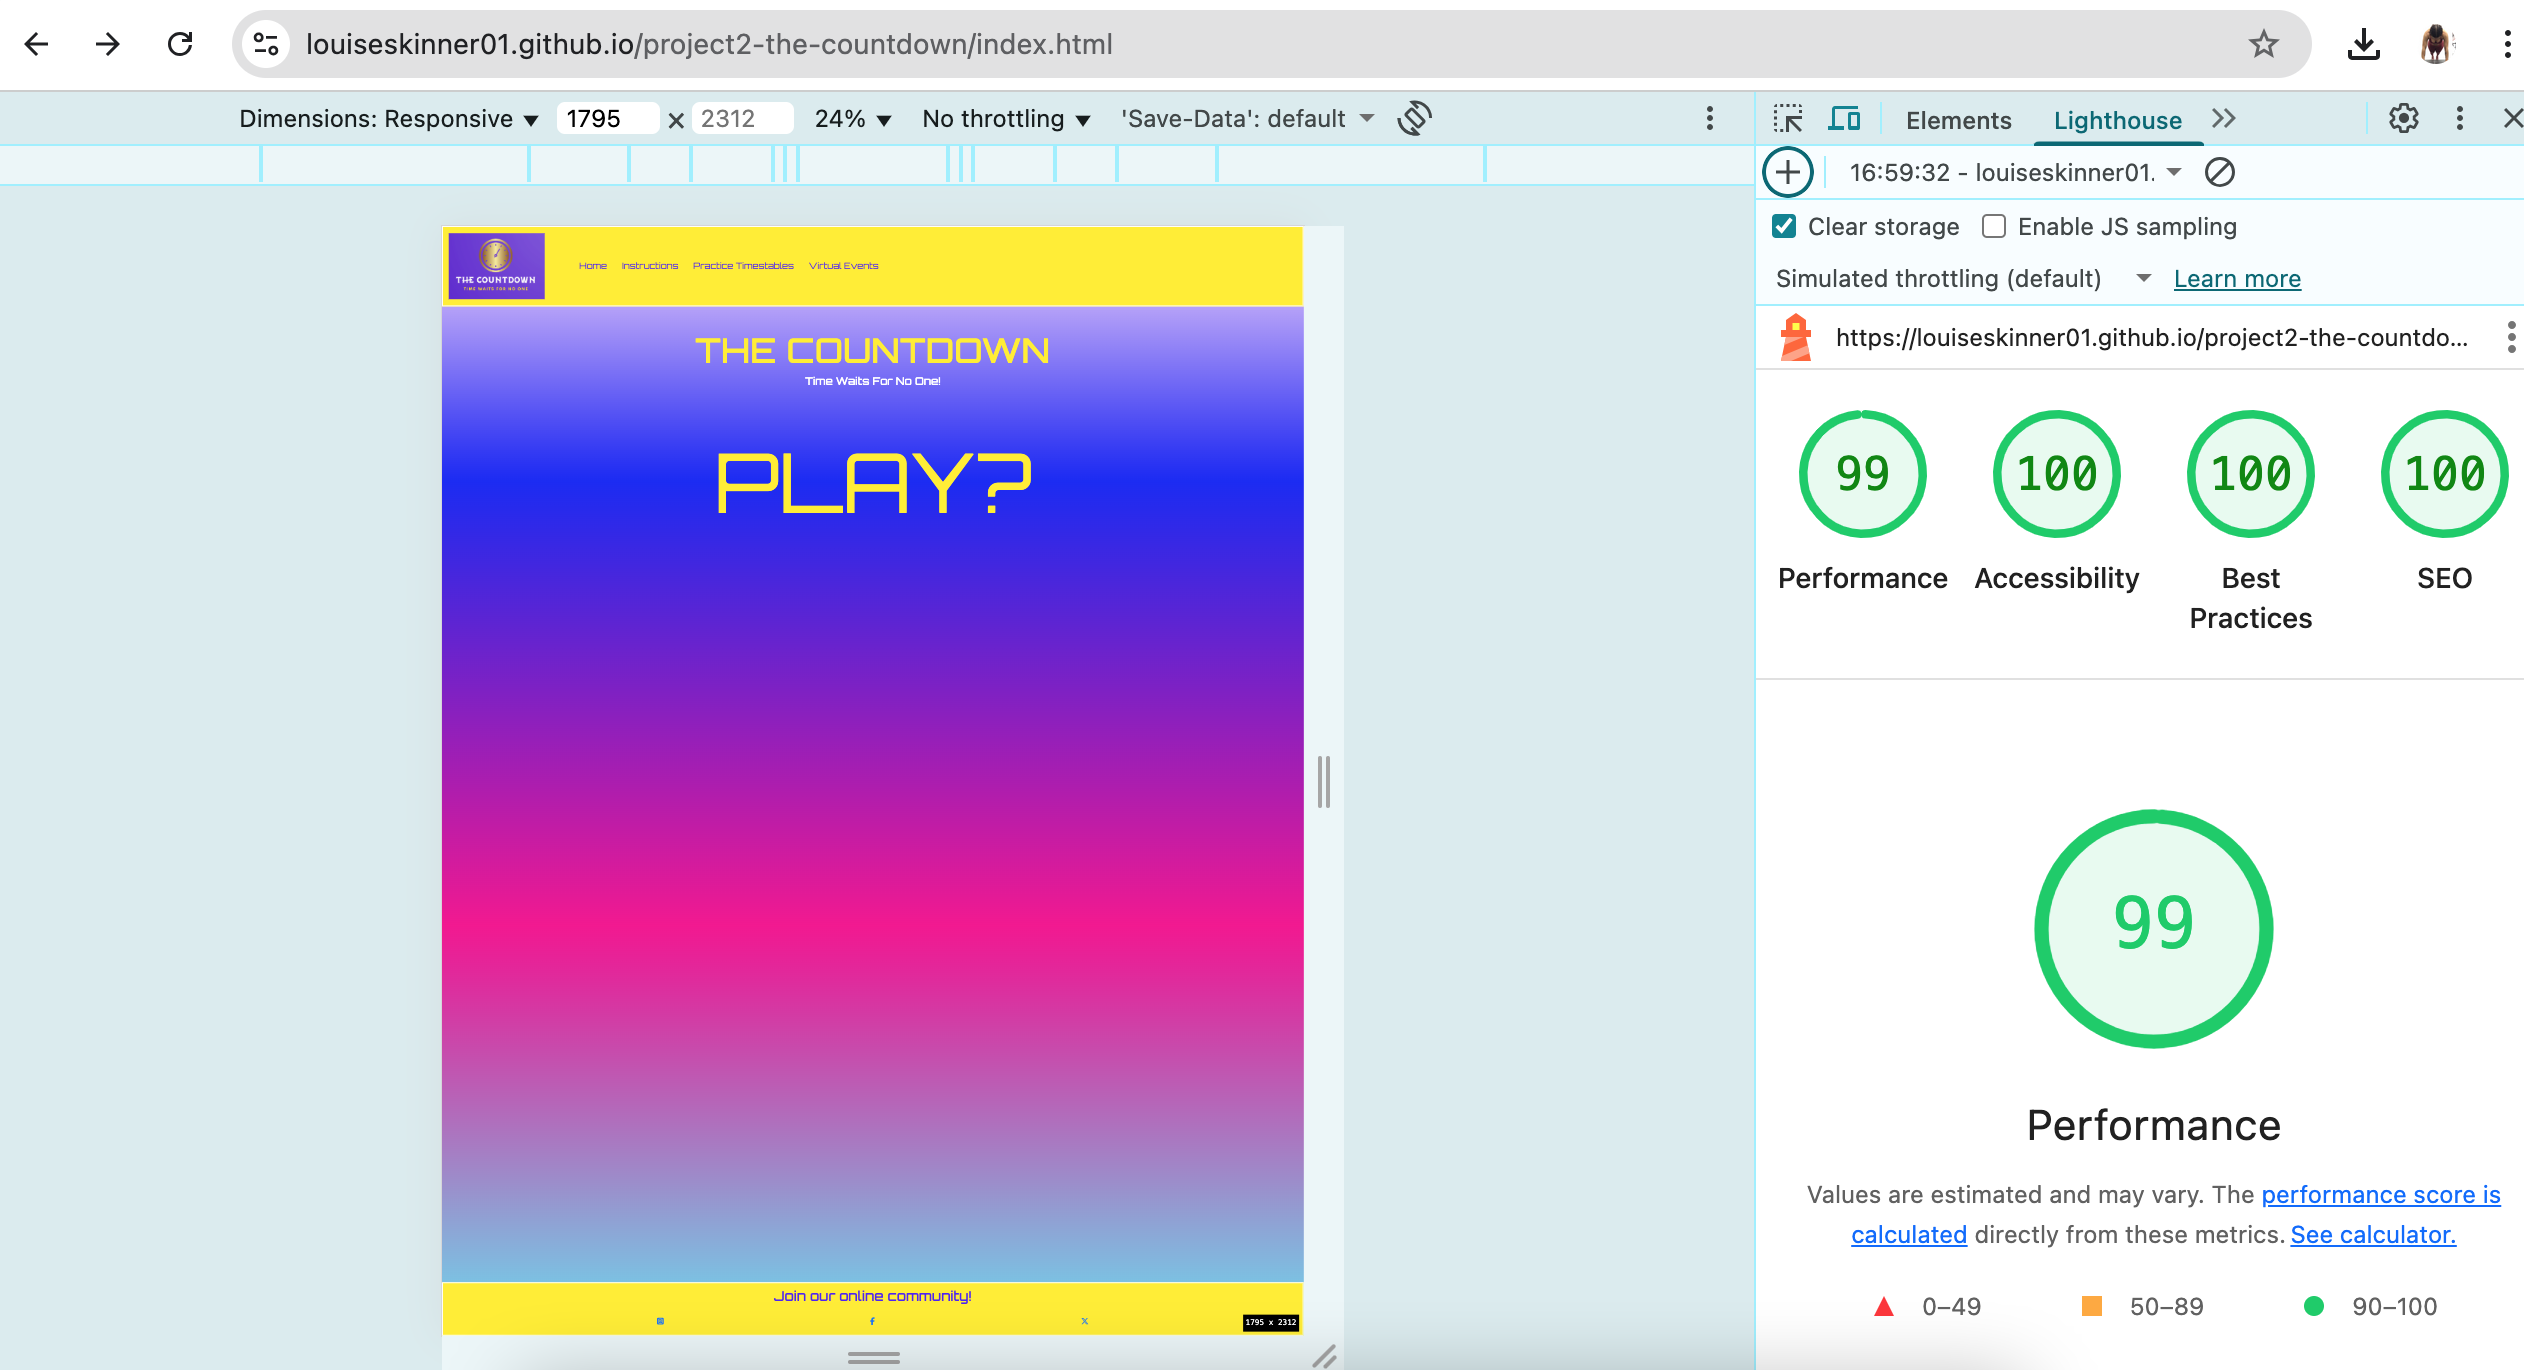 louiseskinner01.github.io/project2-the-countdown/index.html
Dimensions: Responsive 1795 × 2312 24% No throttling 'Save-Data': default
Elements Lighthouse
16:59:32 - louiseskinner01.
Clear storage Enable JS sampling
Simulated throttling (default) Learn more
https://louiseskinner01.github.io/project2-the-countdo...
THE COUNTDOWN
TIME WAITS FOR NO ONE
Home Instructions Practice Timestables Virtual Events
THE COUNTDOWN
Time Waits For No One!
PLAY?
Join our online community!
1795 x 2312
99 100 100 100
Performance Accessibility Best Practices SEO
99
Performance
Values are estimated and may vary. The performance score is
calculated directly from these metrics. See calculator.
0–49 50–89 90–100